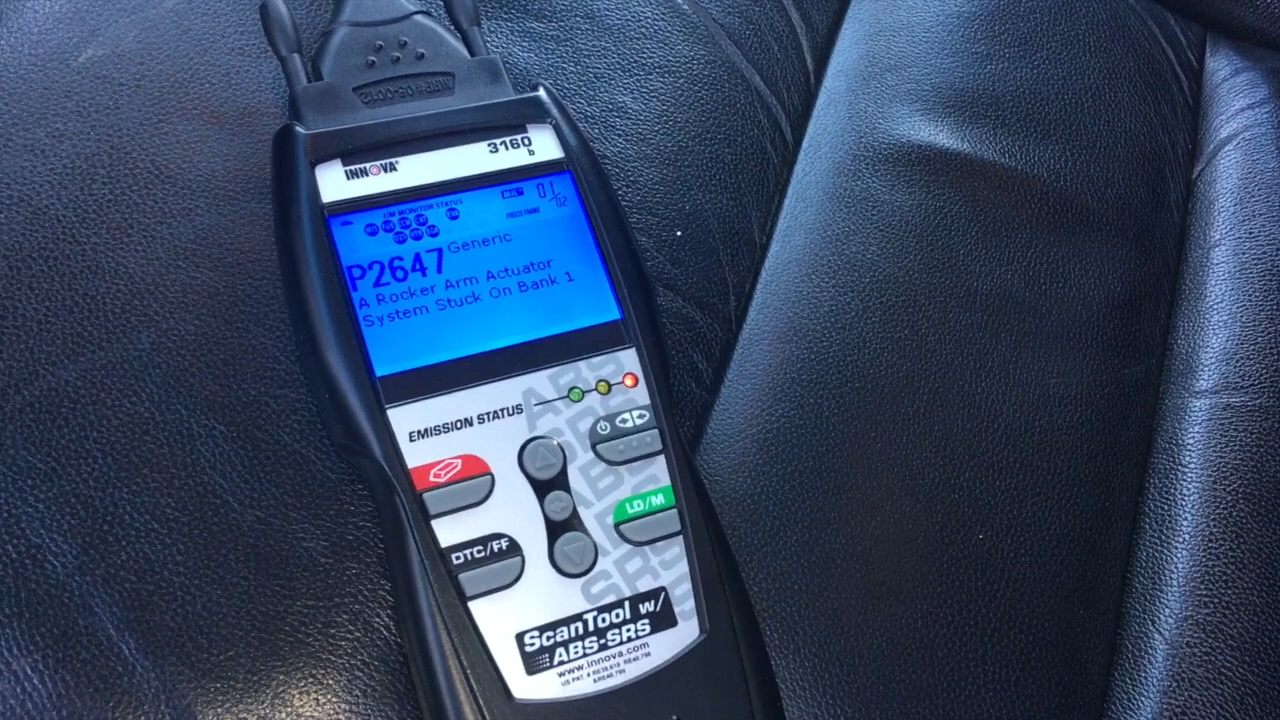 INNOVA®
3160
b
I/M MONITOR STATUS
MIL
01/02
FREEZE FRAME
P2647 Generic
A Rocker Arm Actuator
System Stuck On Bank 1
EMISSION STATUS
ABS
SRS
LD/M
DTC/FF
ScanTool w/
ABS-SRS
www.innova.com